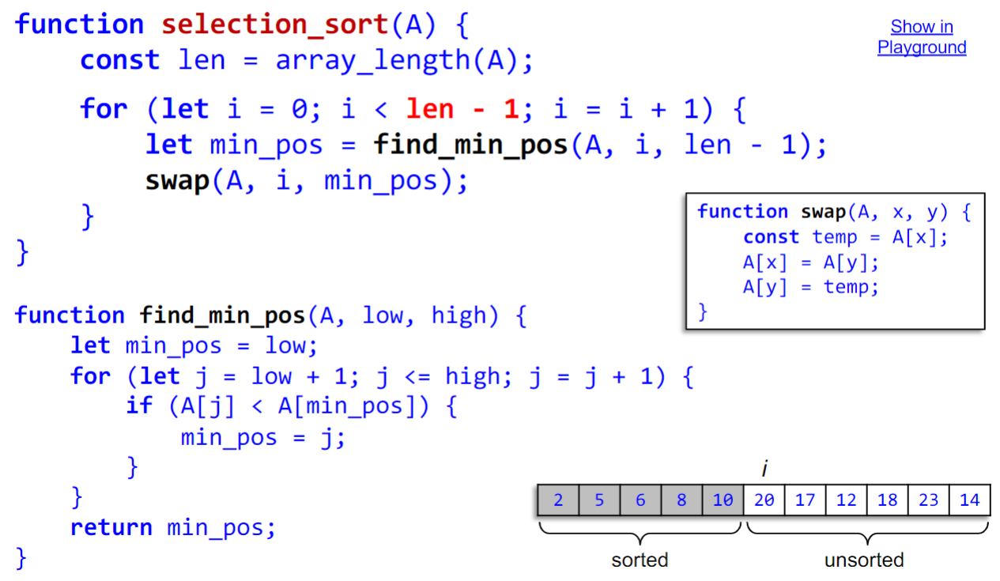 function selection_sort(A) {
    const len = array_length(A);
    for (let i = 0; i < len - 1; i = i + 1) {
        let min_pos = find_min_pos(A, i, len - 1);
        swap(A, i, min_pos);
    }
}
Show in
Playground
function swap(A, x, y) {
    const temp = A[x];
    A[x] = A[y];
    A[y] = temp;
}
function find_min_pos(A, low, high) {
    let min_pos = low;
    for (let j = low + 1; j <= high; j = j + 1) {
        if (A[j] < A[min_pos]) {
            min_pos = j;
        }
    }
    return min_pos;
}
i
2 5 6 8 10 20 17 12 18 23 14
sorted unsorted